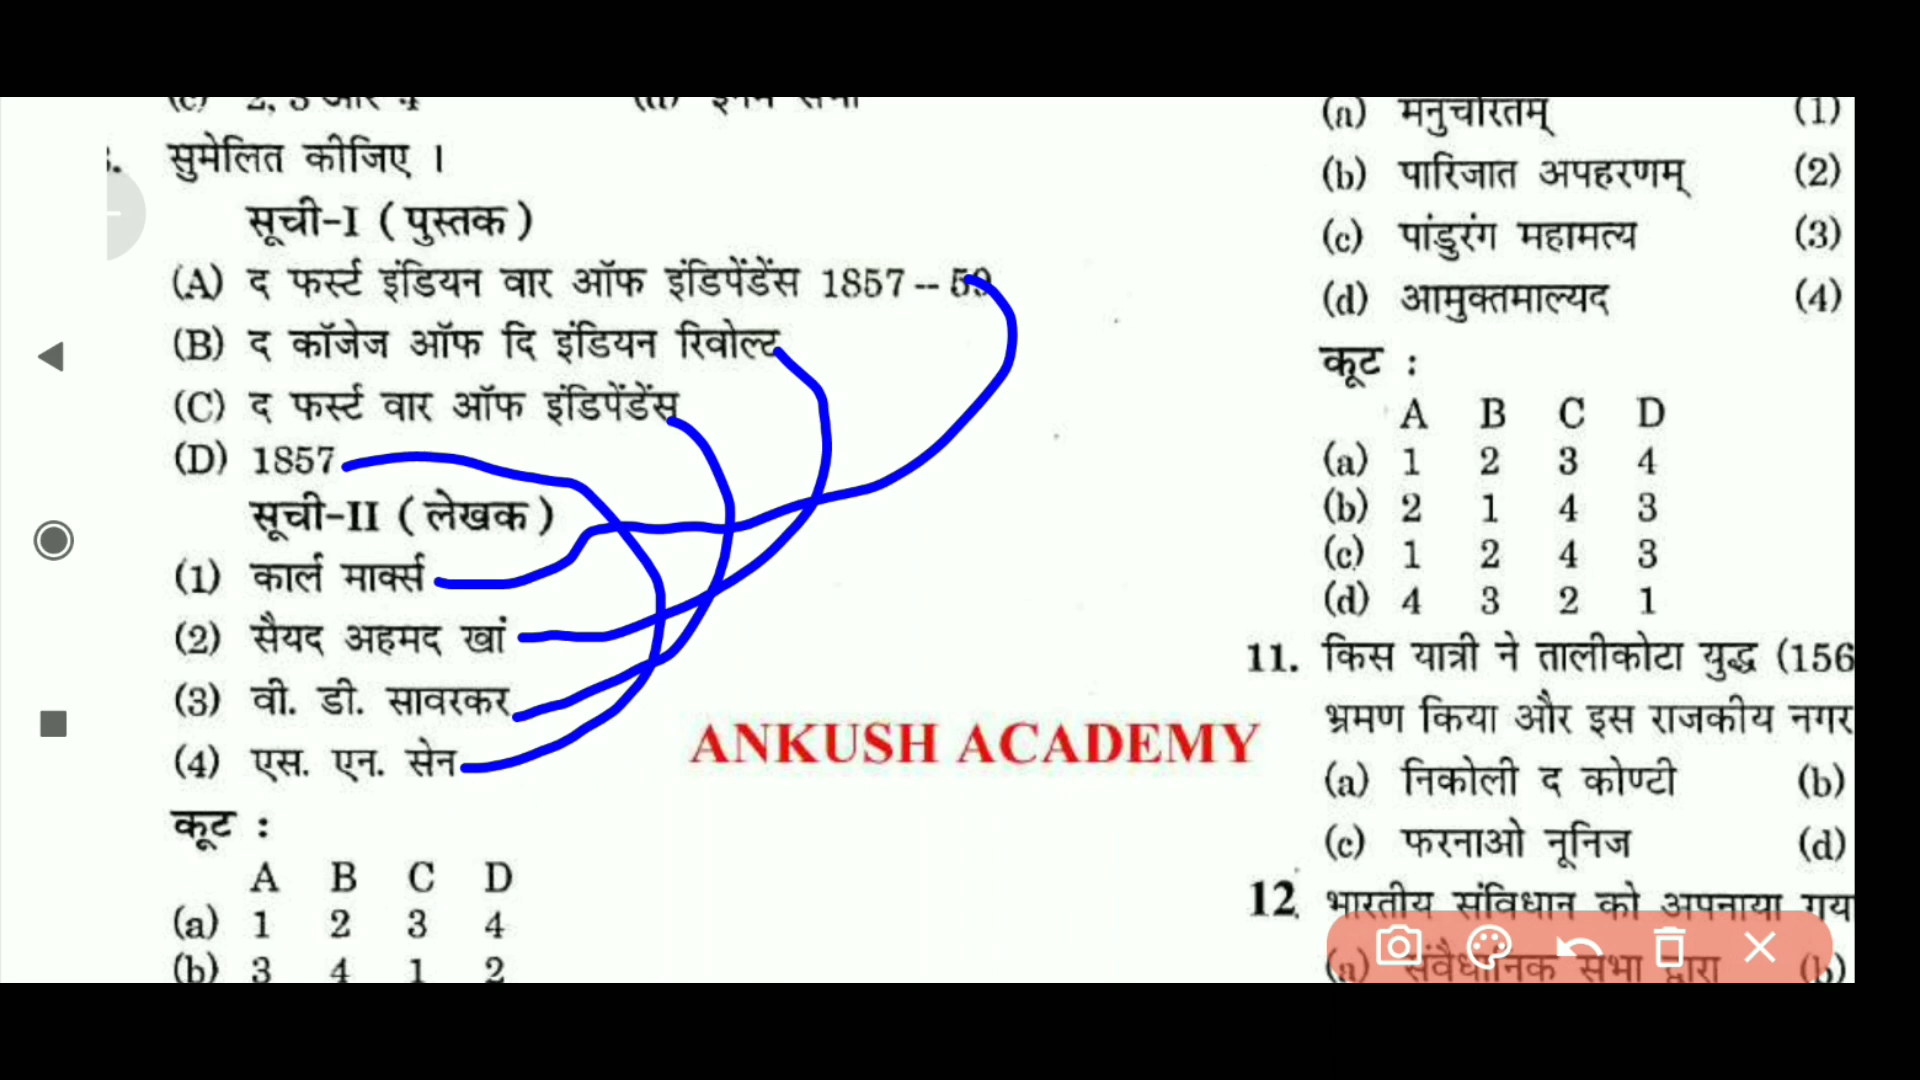 सुमेलित कीजिए ।
सूची-I ( पुस्तक )
(A) द फर्स्ट इंडियन वार ऑफ इंडिपेंडेंस 1857 -- 59
(B) द कॉजेज ऑफ दि इंडियन रिवोल्ट
(C) द फर्स्ट वार ऑफ इंडिपेंडेंस
(D) 1857
सूची-II ( लेखक )
(1) कार्ल मार्क्स
(2) सैयद अहमद खां
(3) वी. डी. सावरकर
(4) एस. एन. सेन
कूट :
A B C D
(a) 1 2 3 4
(b) 3 4 1 2
ANKUSH ACADEMY
(a) मनुचरितम् (1)
(b) पारिजात अपहरणम् (2)
(c) पांडुरंग महामत्य (3)
(d) आमुक्तमाल्यद (4)
कूट :
A B C D
(a) 1 2 3 4
(b) 2 1 4 3
(c) 1 2 4 3
(d) 4 3 2 1
11. किस यात्री ने तालीकोटा युद्ध (156
भ्रमण किया और इस राजकीय नगर
(a) निकोली द कोण्टी (b)
(c) फरनाओ नूनिज (d)
12 भारतीय संविधान को अपनाया गय
(a) संवैधानिक सभा द्वारा (b)